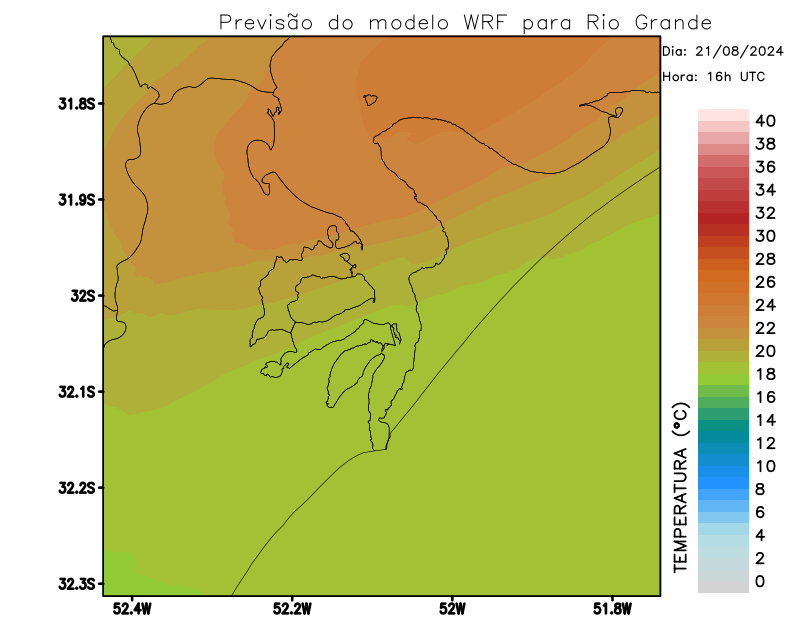 Previsão do modelo WRF para Rio Grande
Dia: 21/08/2024
Hora: 16h UTC
31.8S
31.9S
32S
32.1S
32.2S
32.3S
52.4W
52.2W
52W
51.8W
TEMPERATURA (°C)
40
38
36
34
32
30
28
26
24
22
20
18
16
14
12
10
8
6
4
2
0